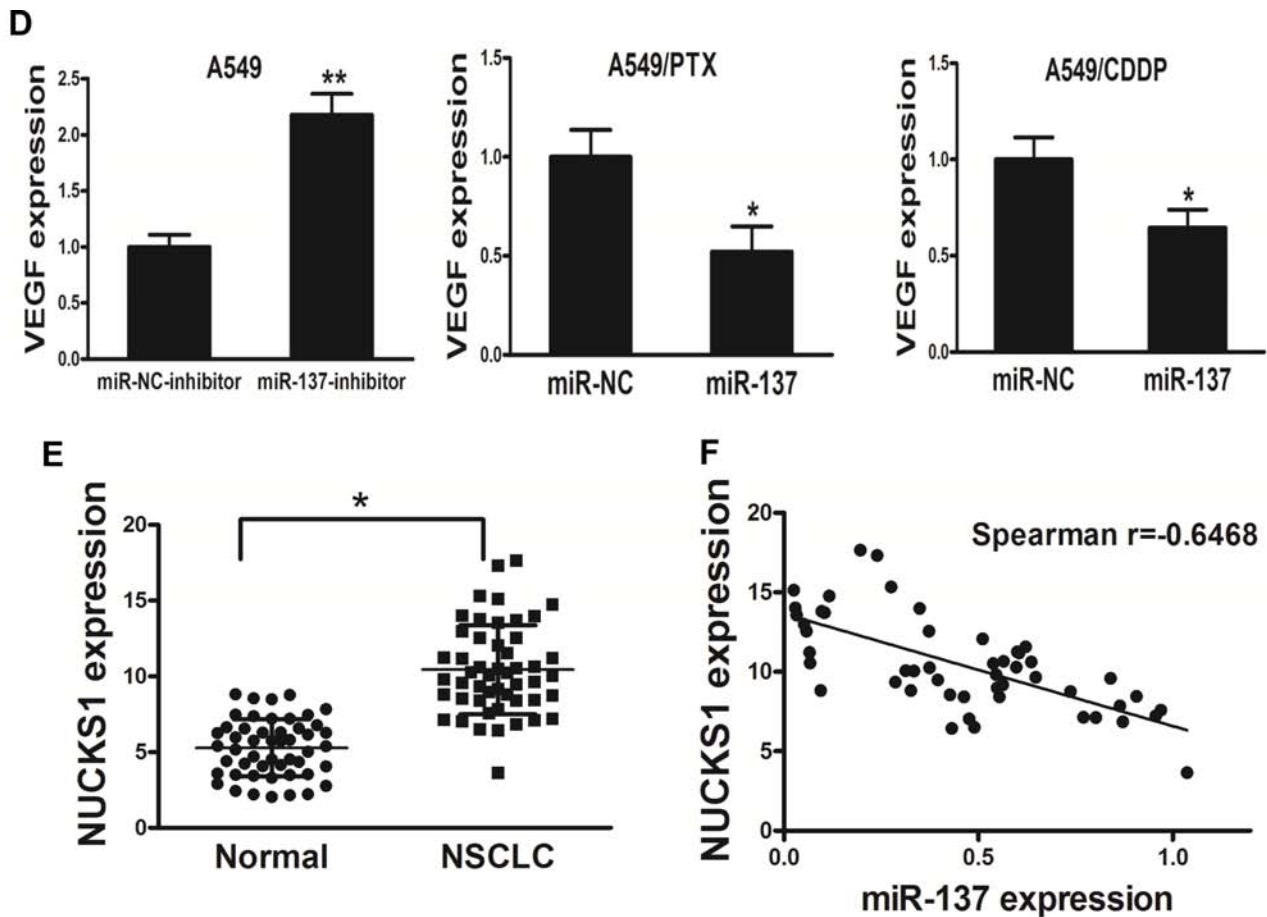 D
A549
VEGF expression
2.5
2.0
1.5
1.0
0.5
0.0
**
miR-NC-inhibitor miR-137-inhibitor
A549/PTX
VEGF expression
1.5
1.0
0.5
0.0
*
miR-NC miR-137
A549/CDDP
VEGF expression
1.5
1.0
0.5
0.0
*
miR-NC miR-137
E
NUCKS1 expression
20
15
10
5
0
*
Normal NSCLC
F
NUCKS1 expression
20
15
10
5
0
Spearman r=-0.6468
0.0 0.5 1.0
miR-137 expression